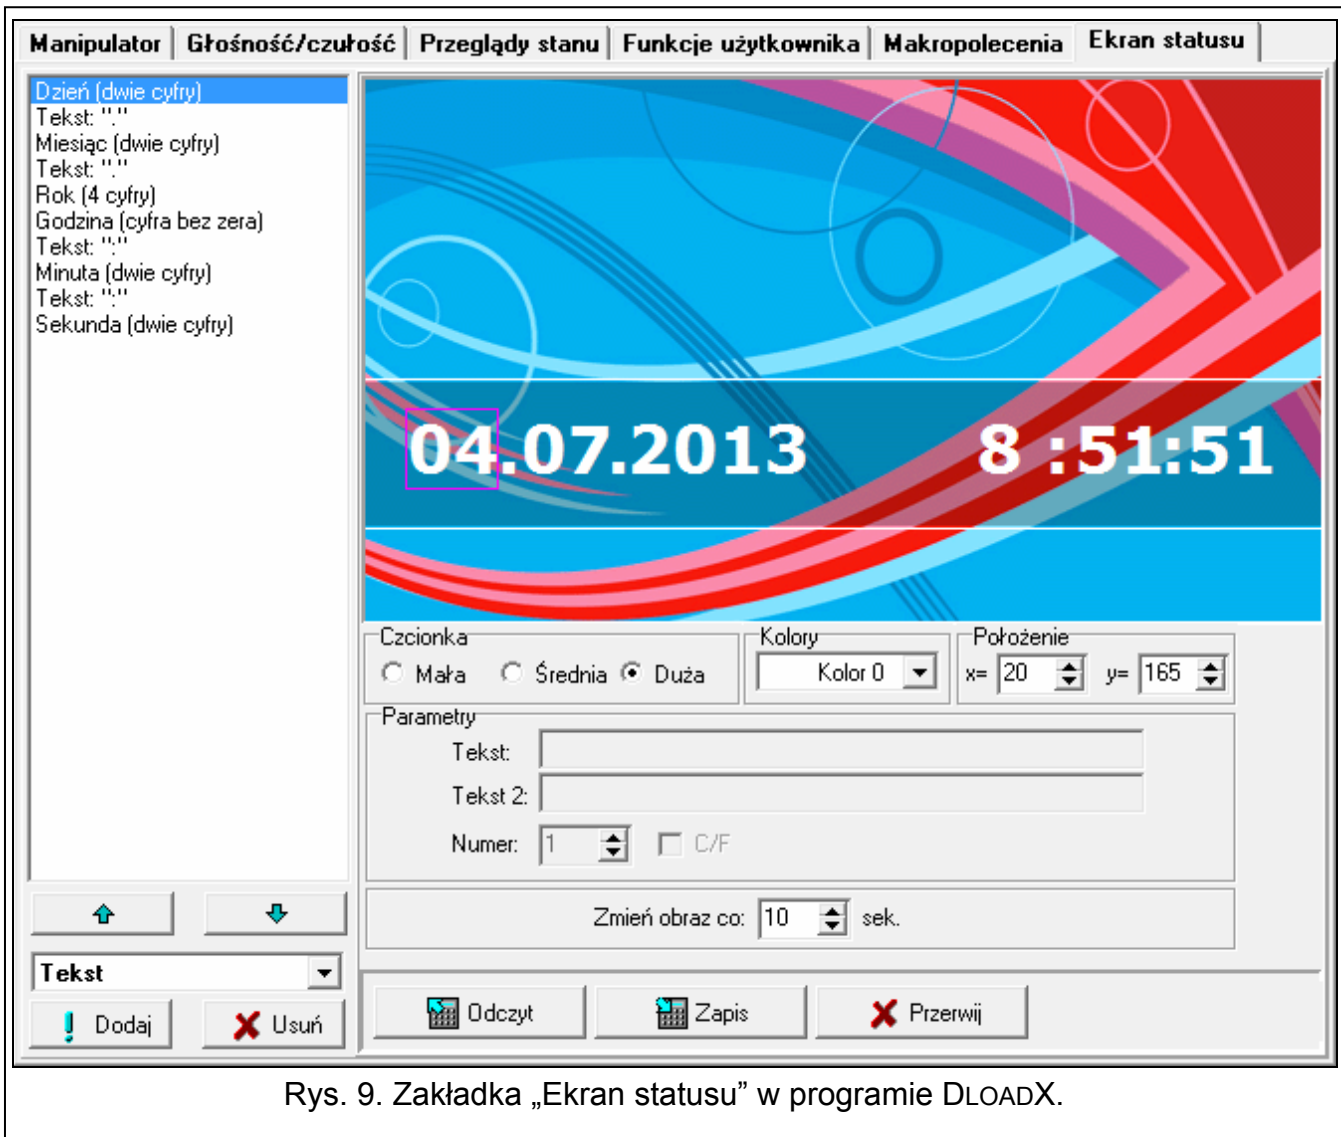 Manipulator Głośność/czułość Przeglądy stanu Funkcje użytkownika Makropolecenia Ekran statusu
Dzień (dwie cyfry)
Tekst: "."
Miesiąc (dwie cyfry)
Tekst: "."
Rok (4 cyfry)
Godzina (cyfra bez zera)
Tekst: ":"
Minuta (dwie cyfry)
Tekst: ":"
Sekunda (dwie cyfry)
04.07.2013 8 :51:51
Czcionka Kolory Położenie
Mała Średnia Duża Kolor 0 x= 20 y= 165
Parametry
Tekst:
Tekst 2:
Numer: 1 C/F
Zmień obraz co: 10 sek.
Tekst
Dodaj Usuń Odczyt Zapis Przerwij
Rys. 9. Zakładka „Ekran statusu” w programie DLOADX.